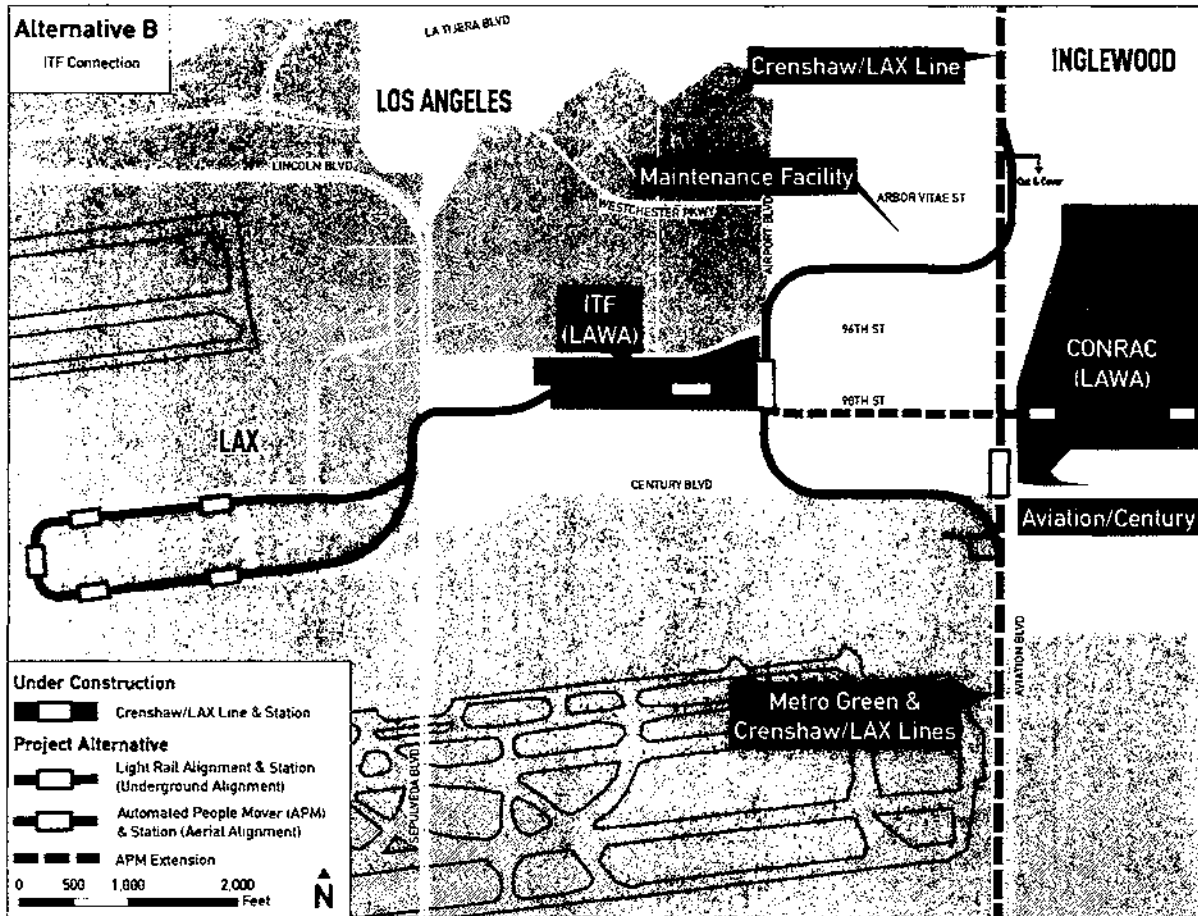 Alternative B
ITF Connection
LA TIJERA BLVD
Crenshaw/LAX Line
INGLEWOOD
LOS ANGELES
LINCOLN BLVD
Maintenance Facility
Cut & Cover
WESTCHESTER PKWY
AIRPORT BLVD
ARBOR VITAE ST
ITF
(LAWA)
96TH ST
CONRAC
(LAWA)
98TH ST
LAX
CENTURY BLVD
Aviation/Century
AVIATION BLVD
Metro Green &
Crenshaw/LAX Lines
SEPULVEDA BLVD
Under Construction
Crenshaw/LAX Line & Station
Project Alternative
Light Rail Alignment & Station
(Underground Alignment)
Automated People Mover (APM)
& Station (Aerial Alignment)
APM Extension
0 500 1,000 2,000
Feet
N